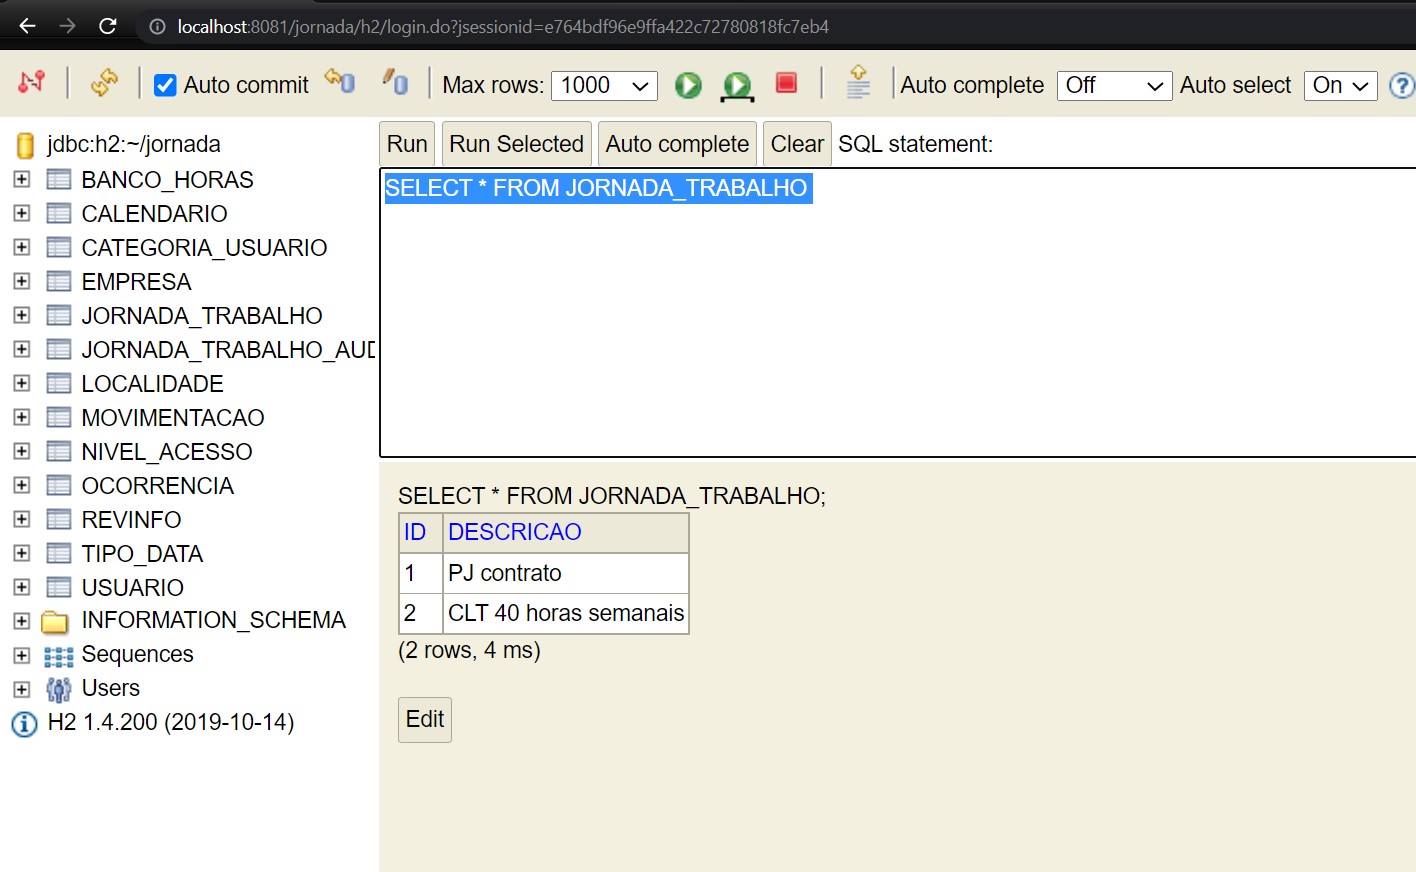 localhost:8081/jornada/h2/login.do?jsessionid=e764bdf96e9ffa422c72780818fc7eb4
Auto commit Max rows: 1000 Auto complete Off Auto select On ?
jdbc:h2:~/jornada
BANCO_HORAS
CALENDARIO
CATEGORIA_USUARIO
EMPRESA
JORNADA_TRABALHO
JORNADA_TRABALHO_AUD
LOCALIDADE
MOVIMENTACAO
NIVEL_ACESSO
OCORRENCIA
REVINFO
TIPO_DATA
USUARIO
INFORMATION_SCHEMA
Sequences
Users
H2 1.4.200 (2019-10-14)
Run Run Selected Auto complete Clear SQL statement:
SELECT * FROM JORNADA_TRABALHO
SELECT * FROM JORNADA_TRABALHO;
ID DESCRICAO
1 PJ contrato
2 CLT 40 horas semanais
(2 rows, 4 ms)
Edit